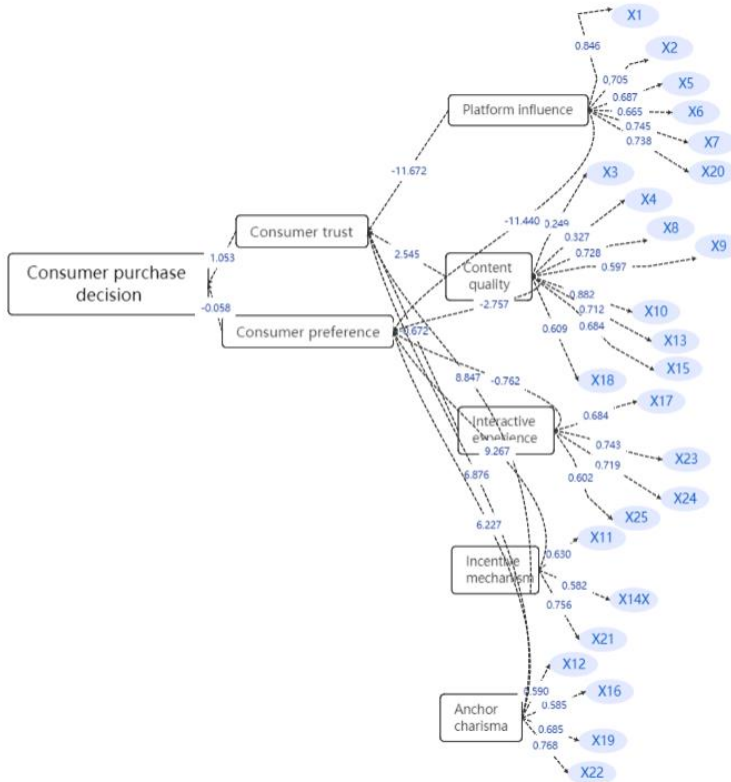 X1
0.846
X2
0.705
X5
0.687
Platform influence
0.665
X6
0.745
X7
0.738
X20
-11.672
X3
X4
-11.440
0.249
Consumer trust
0.327
X8
1.053
2.545
0.728
X9
0.597
Consumer purchase
decision
Content
quality
-0.058
-2.757
0.882
X10
0.712
Consumer preference
0.609
0.684
X13
X15
8.847
-0.762
X18
X17
0.684
Interactive
experience
0.743
X23
9.267
0.719
6.876
0.602
X24
6.227
X25
X11
0.630
Incentive
mechanism
0.582
X14X
0.756
X21
X12
0.590
X16
0.585
Anchor
charisma
0.685
X19
0.768
X22